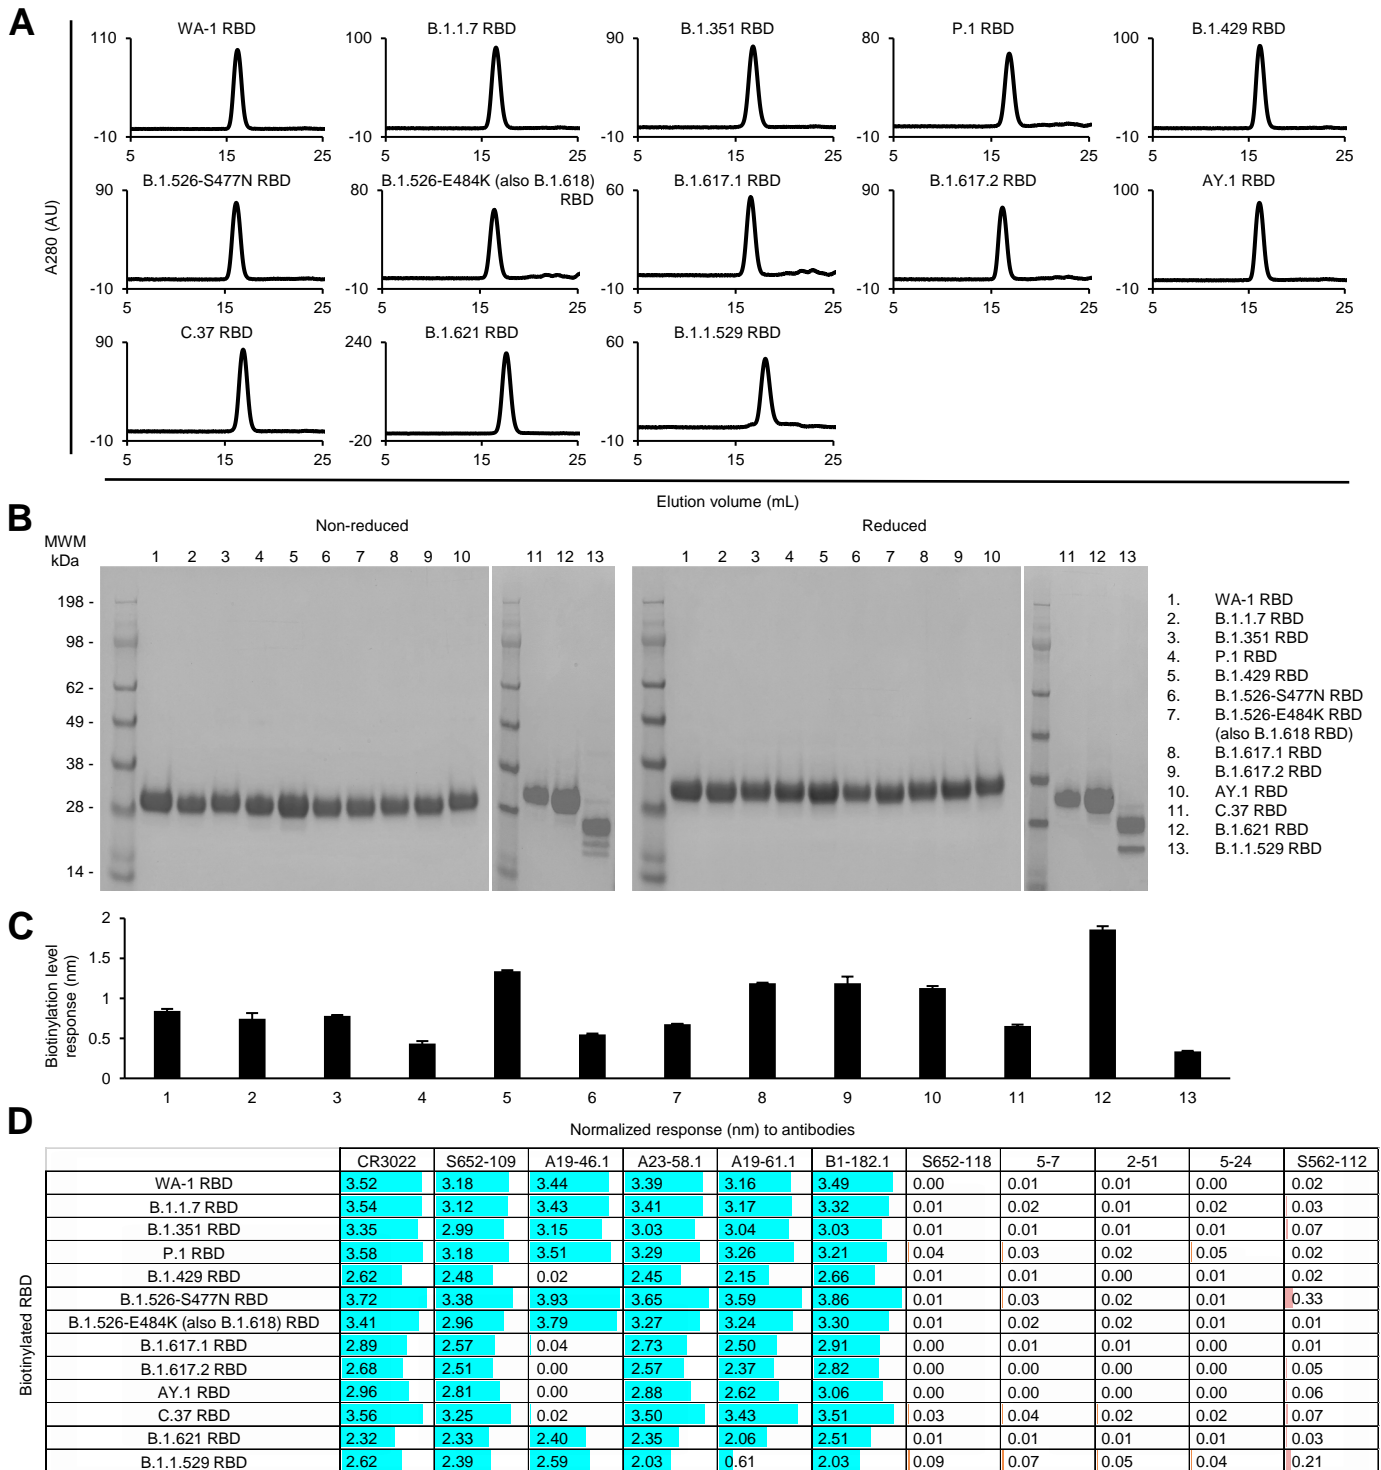 A
WA-1 RBD
B.1.1.7 RBD
B.1.351 RBD
P.1 RBD
B.1.429 RBD
110
-10
5 15 25
100
-10
5 15 25
90
-10
5 15 25
80
-10
5 15 25
100
-10
5 15 25
B.1.526-S477N RBD
B.1.526-E484K (also B.1.618)
RBD
B.1.617.1 RBD
B.1.617.2 RBD
AY.1 RBD
90
-10
5 15 25
80
-10
5 15 25
60
-10
5 15 25
90
-10
5 15 25
100
-10
5 15 25
C.37 RBD
B.1.621 RBD
B.1.1.529 RBD
90
-10
5 15 25
240
-20
5 15 25
60
-10
5 15 25
A280 (AU)
Elution volume (mL)
B
Non-reduced
Reduced
MWM
kDa
1 2 3 4 5 6 7 8 9 10 11 12 13
1 2 3 4 5 6 7 8 9 10 11 12 13
198 -
98 -
62 -
49 -
38 -
28 -
14 -
1. WA-1 RBD
2. B.1.1.7 RBD
3. B.1.351 RBD
4. P.1 RBD
5. B.1.429 RBD
6. B.1.526-S477N RBD
7. B.1.526-E484K RBD
(also B.1.618 RBD)
8. B.1.617.1 RBD
9. B.1.617.2 RBD
10. AY.1 RBD
11. C.37 RBD
12. B.1.621 RBD
13. B.1.1.529 RBD
C
Biotinylation level
response (nm)
2
1.5
1
0.5
0
1 2 3 4 5 6 7 8 9 10 11 12 13
D
Normalized response (nm) to antibodies
Biotinylated RBD
CR3022 S652-109 A19-46.1 A23-58.1 A19-61.1 B1-182.1 S652-118 5-7 2-51 5-24 S562-112
WA-1 RBD 3.52 3.18 3.44 3.39 3.16 3.49 0.00 0.01 0.01 0.00 0.02
B.1.1.7 RBD 3.54 3.12 3.43 3.41 3.17 3.32 0.01 0.02 0.01 0.02 0.03
B.1.351 RBD 3.35 2.99 3.15 3.03 3.04 3.03 0.01 0.01 0.01 0.01 0.07
P.1 RBD 3.58 3.18 3.51 3.29 3.26 3.21 0.04 0.03 0.02 0.05 0.02
B.1.429 RBD 2.62 2.48 0.02 2.45 2.15 2.66 0.01 0.01 0.00 0.01 0.02
B.1.526-S477N RBD 3.72 3.38 3.93 3.65 3.59 3.86 0.01 0.03 0.02 0.01 0.33
B.1.526-E484K (also B.1.618) RBD 3.41 2.96 3.79 3.27 3.24 3.30 0.01 0.02 0.02 0.01 0.01
B.1.617.1 RBD 2.89 2.57 0.04 2.73 2.50 2.91 0.00 0.01 0.01 0.00 0.01
B.1.617.2 RBD 2.68 2.51 0.00 2.57 2.37 2.82 0.01 0.00 0.00 0.00 0.05
AY.1 RBD 2.96 2.81 0.00 2.88 2.62 3.06 0.00 0.00 0.00 0.00 0.06
C.37 RBD 3.56 3.25 0.02 3.50 3.43 3.51 0.03 0.04 0.02 0.02 0.07
B.1.621 RBD 2.32 2.33 2.40 2.35 2.06 2.51 0.01 0.01 0.01 0.01 0.03
B.1.1.529 RBD 2.62 2.39 2.59 2.03 0.61 2.03 0.09 0.07 0.05 0.04 0.21